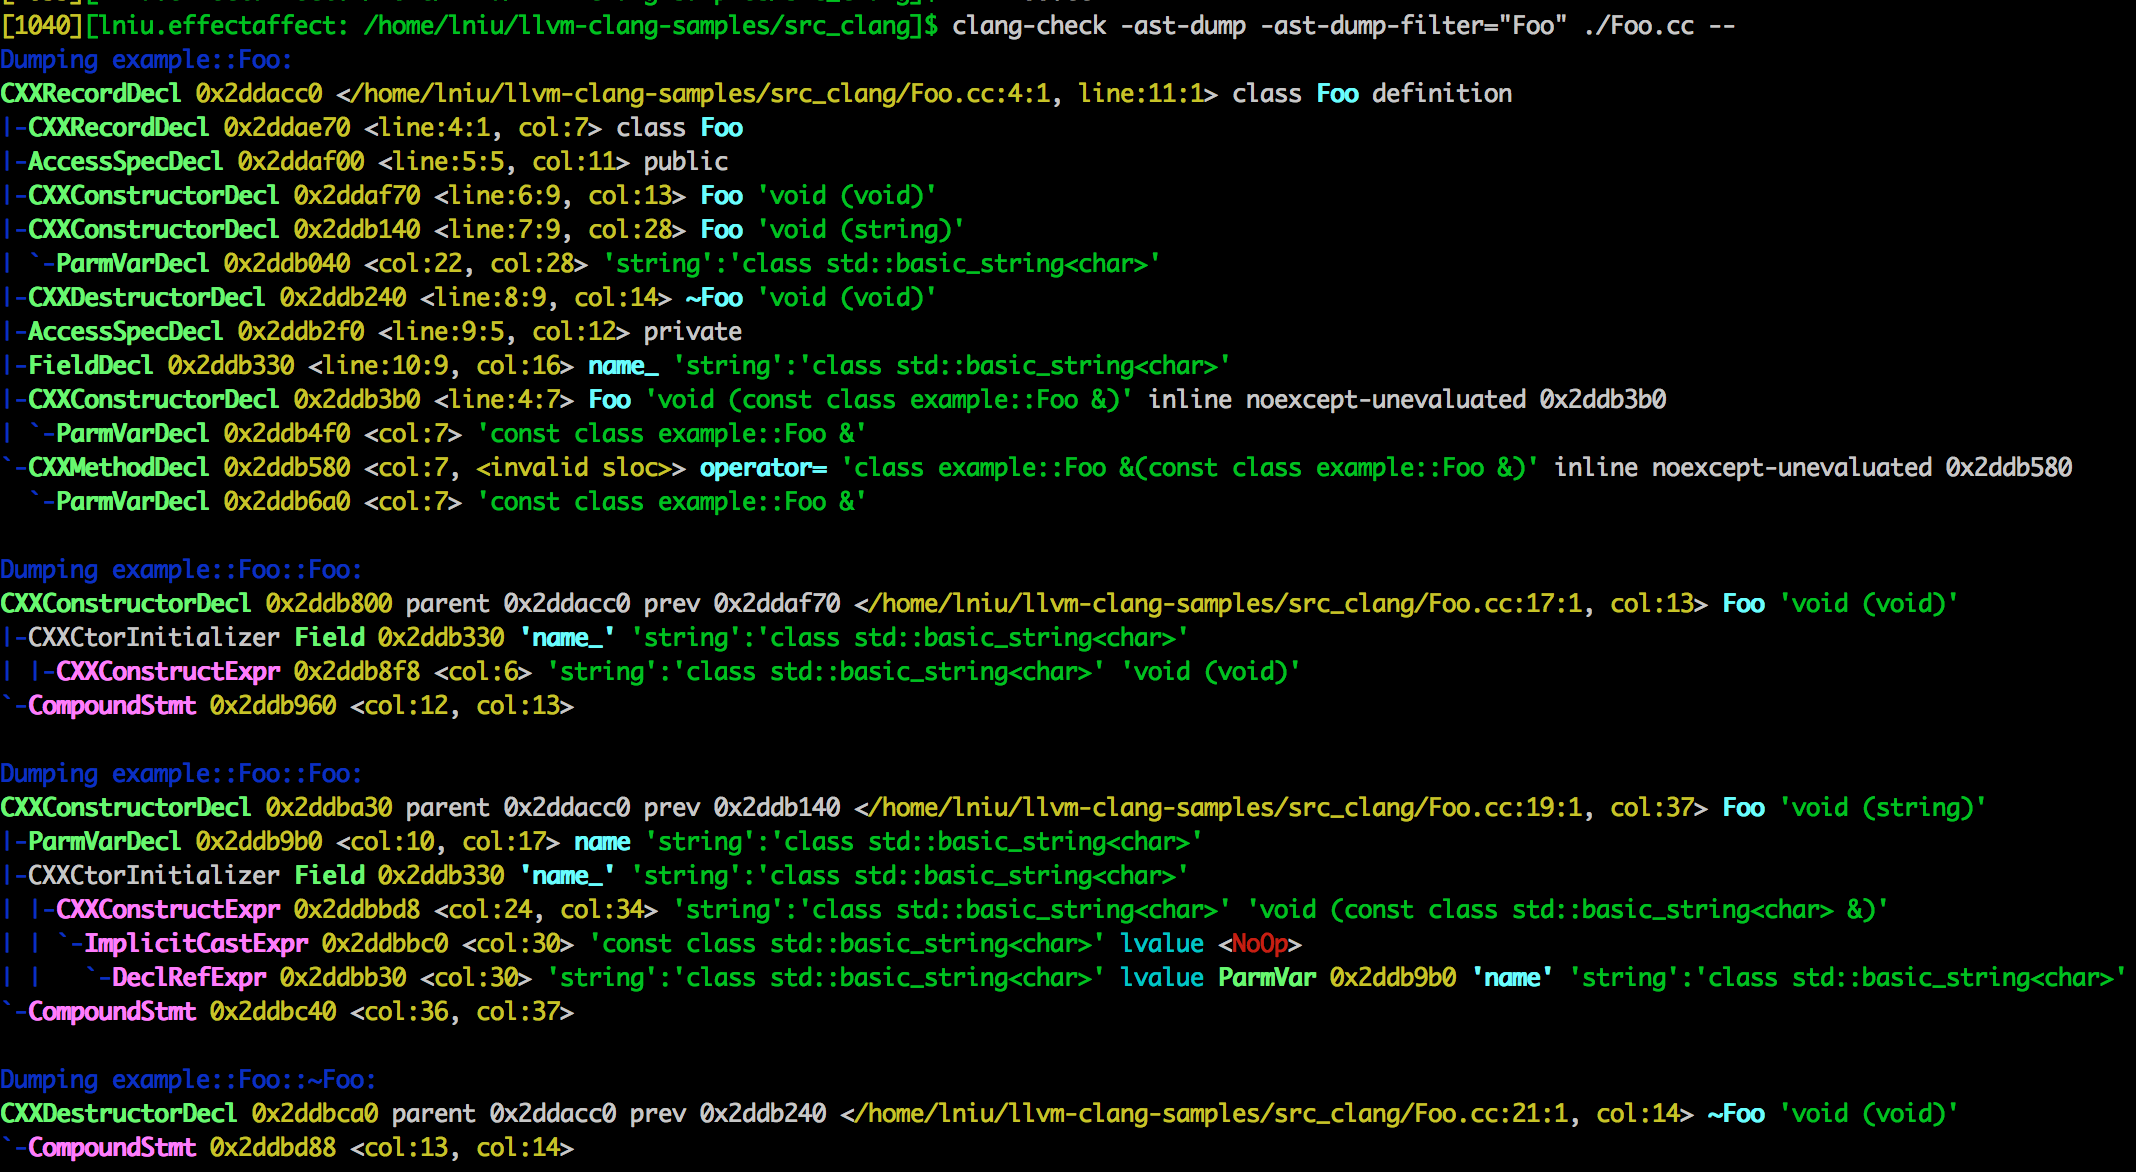 [1040][lniu.effectaffect: /home/lniu/llvm-clang-samples/src_clang]$ clang-check -ast-dump -ast-dump-filter="Foo" ./Foo.cc --
Dumping example::Foo:
CXXRecordDecl 0x2ddacc0 </home/lniu/llvm-clang-samples/src_clang/Foo.cc:4:1, line:11:1> class Foo definition
|-CXXRecordDecl 0x2ddae70 <line:4:1, col:7> class Foo
|-AccessSpecDecl 0x2ddaf00 <line:5:5, col:11> public
|-CXXConstructorDecl 0x2ddaf70 <line:6:9, col:13> Foo 'void (void)'
|-CXXConstructorDecl 0x2ddb140 <line:7:9, col:28> Foo 'void (string)'
| `-ParmVarDecl 0x2ddb040 <col:22, col:28> 'string':'class std::basic_string<char>'
|-CXXDestructorDecl 0x2ddb240 <line:8:9, col:14> ~Foo 'void (void)'
|-AccessSpecDecl 0x2ddb2f0 <line:9:5, col:12> private
|-FieldDecl 0x2ddb330 <line:10:9, col:16> name_ 'string':'class std::basic_string<char>'
|-CXXConstructorDecl 0x2ddb3b0 <line:4:7> Foo 'void (const class example::Foo &)' inline noexcept-unevaluated 0x2ddb3b0
| `-ParmVarDecl 0x2ddb4f0 <col:7> 'const class example::Foo &'
`-CXXMethodDecl 0x2ddb580 <col:7, <invalid sloc>> operator= 'class example::Foo &(const class example::Foo &)' inline noexcept-unevaluated 0x2ddb580
  `-ParmVarDecl 0x2ddb6a0 <col:7> 'const class example::Foo &'

Dumping example::Foo::Foo:
CXXConstructorDecl 0x2ddb800 parent 0x2ddacc0 prev 0x2ddaf70 </home/lniu/llvm-clang-samples/src_clang/Foo.cc:17:1, col:13> Foo 'void (void)'
|-CXXCtorInitializer Field 0x2ddb330 'name_' 'string':'class std::basic_string<char>'
| |-CXXConstructExpr 0x2ddb8f8 <col:6> 'string':'class std::basic_string<char>' 'void (void)'
`-CompoundStmt 0x2ddb960 <col:12, col:13>

Dumping example::Foo::Foo:
CXXConstructorDecl 0x2ddba30 parent 0x2ddacc0 prev 0x2ddb140 </home/lniu/llvm-clang-samples/src_clang/Foo.cc:19:1, col:37> Foo 'void (string)'
|-ParmVarDecl 0x2ddb9b0 <col:10, col:17> name 'string':'class std::basic_string<char>'
|-CXXCtorInitializer Field 0x2ddb330 'name_' 'string':'class std::basic_string<char>'
| |-CXXConstructExpr 0x2ddbbd8 <col:24, col:34> 'string':'class std::basic_string<char>' 'void (const class std::basic_string<char> &)'
| | `-ImplicitCastExpr 0x2ddbbc0 <col:30> 'const class std::basic_string<char>' lvalue <NoOp>
| |   `-DeclRefExpr 0x2ddbb30 <col:30> 'string':'class std::basic_string<char>' lvalue ParmVar 0x2ddb9b0 'name' 'string':'class std::basic_string<char>'
`-CompoundStmt 0x2ddbc40 <col:36, col:37>

Dumping example::Foo::~Foo:
CXXDestructorDecl 0x2ddbca0 parent 0x2ddacc0 prev 0x2ddb240 </home/lniu/llvm-clang-samples/src_clang/Foo.cc:21:1, col:14> ~Foo 'void (void)'
`-CompoundStmt 0x2ddbd88 <col:13, col:14>